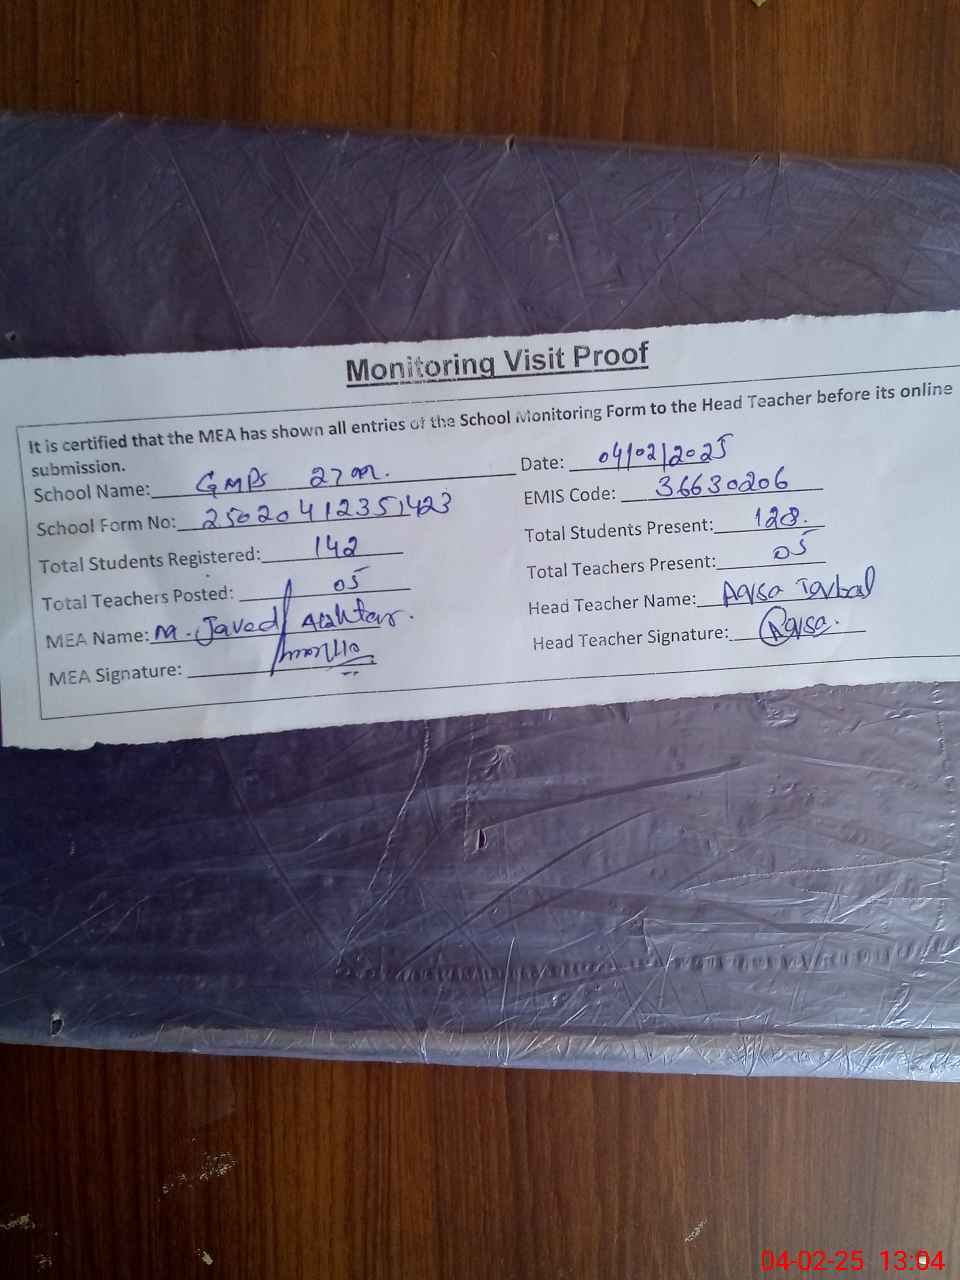 Monitoring Visit Proof
It is certified that the MEA has shown all entries of the School Monitoring Form to the Head Teacher before its online
submission.
School Name: GMPS 27m. Date: 04/02/2025
School Form No: 25020412351423 EMIS Code: 36630206
Total Students Registered: 142 Total Students Present: 128.
Total Teachers Posted: 05 Total Teachers Present: 05
MEA Name: M. Javed Akhtar. Head Teacher Name: Aqsa Iqbal
MEA Signature: Head Teacher Signature: Aqsa.
04-02-25 13:04